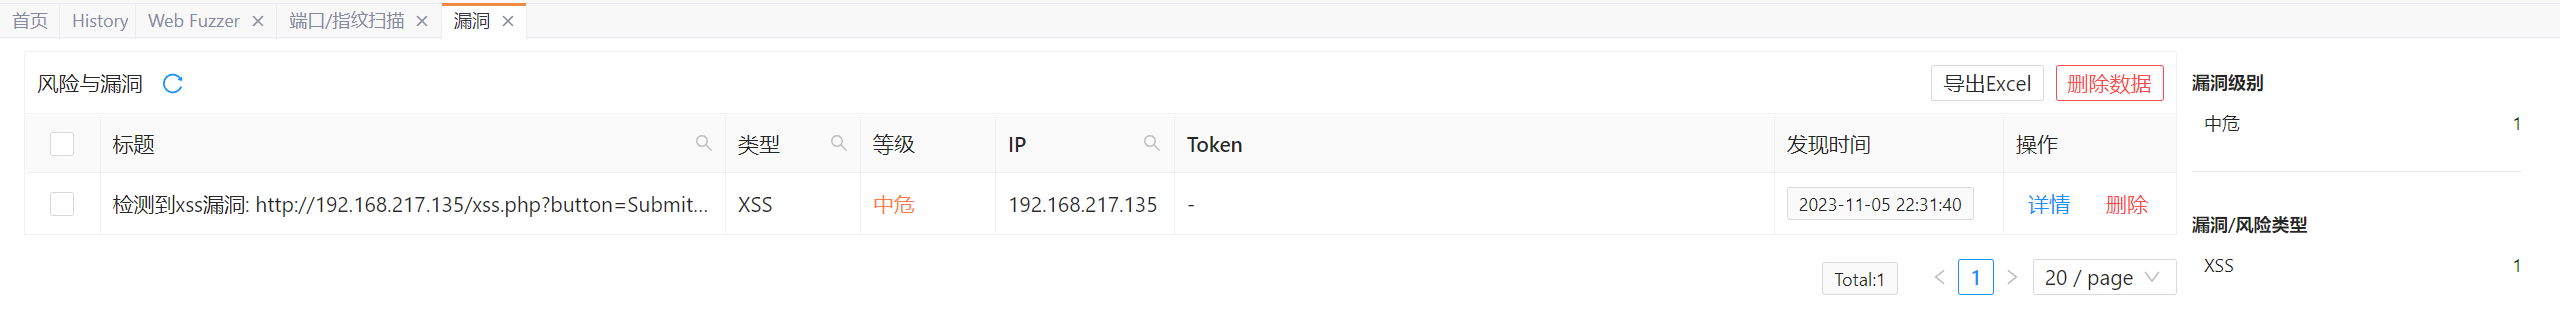 首页 History Web Fuzzer 端口/指纹扫描 漏洞
风险与漏洞 导出Excel 删除数据
标题 类型 等级 IP Token 发现时间 操作
检测到xss漏洞: http://192.168.217.135/xss.php?button=Submit... XSS 中危 192.168.217.135 - 2023-11-05 22:31:40 详情 删除
Total:1 1 20 / page
漏洞级别
中危 1
漏洞/风险类型
XSS 1